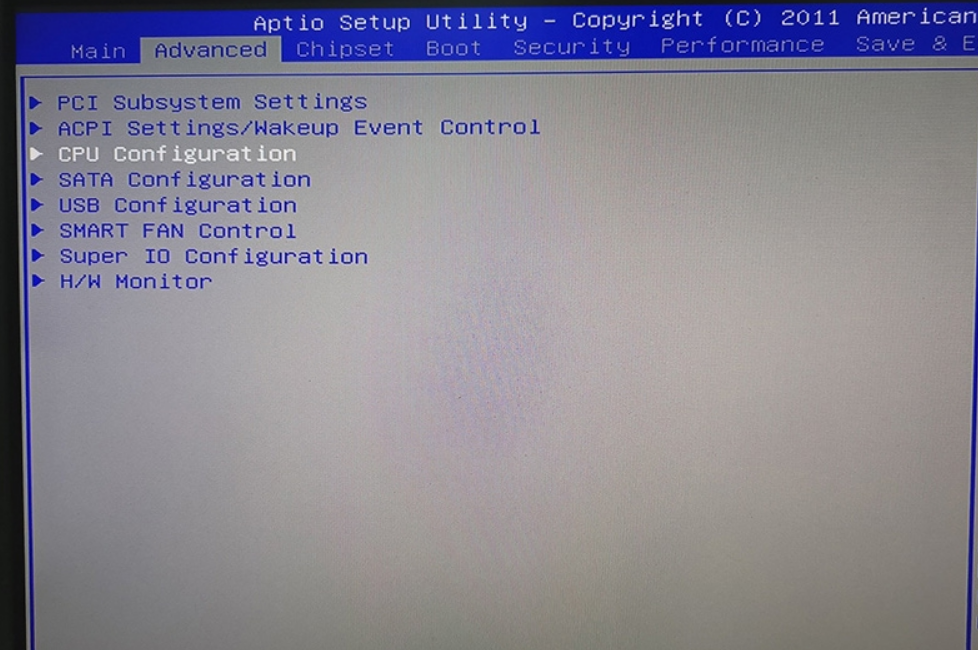 Aptio Setup Utility - Copyright (C) 2011 American
Main Advanced Chipset Boot Security Performance Save & E
PCI Subsystem Settings
ACPI Settings/Wakeup Event Control
CPU Configuration
SATA Configuration
USB Configuration
SMART FAN Control
Super IO Configuration
H/W Monitor